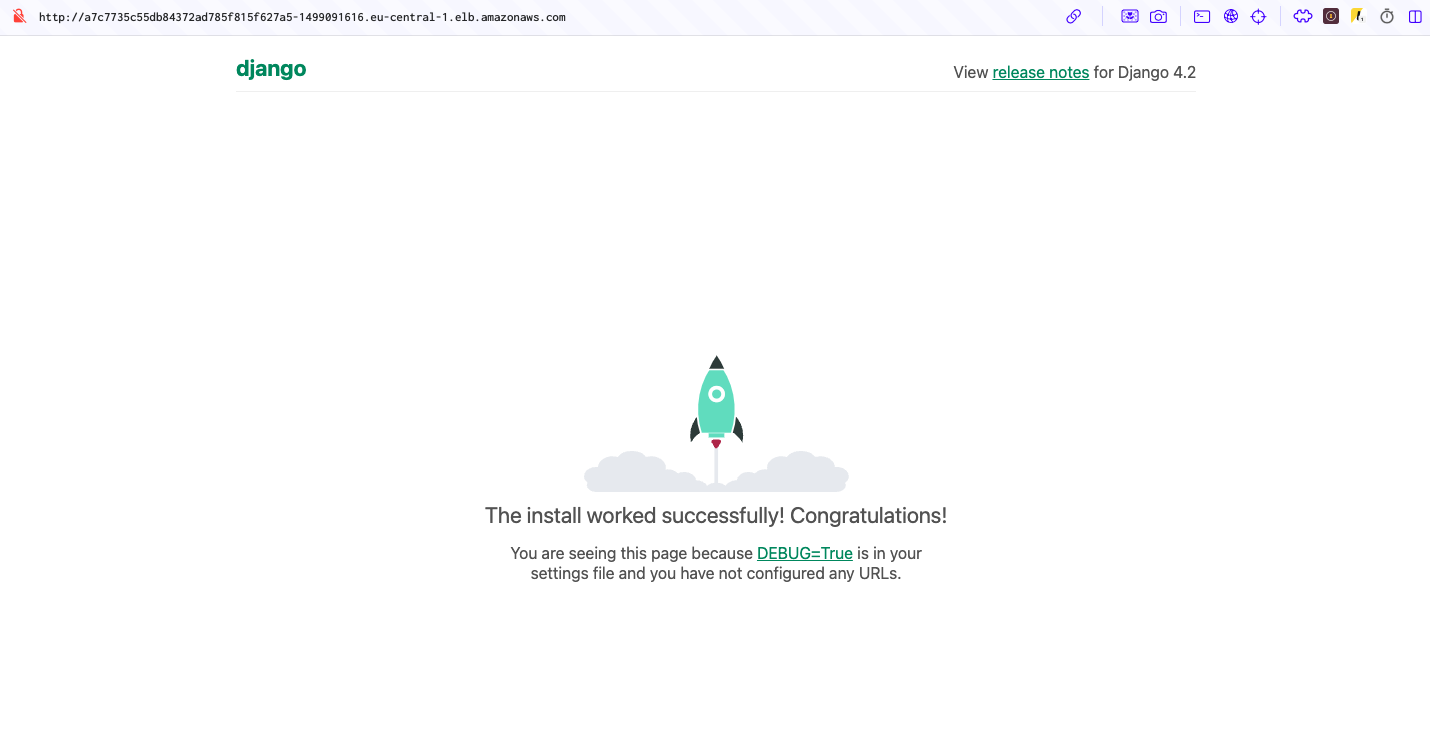 http://a7c7735c55db84372ad785f815f627a5-1499091616.eu-central-1.elb.amazonaws.com
django
View release notes for Django 4.2
The install worked successfully! Congratulations!
You are seeing this page because DEBUG=True is in your
settings file and you have not configured any URLs.